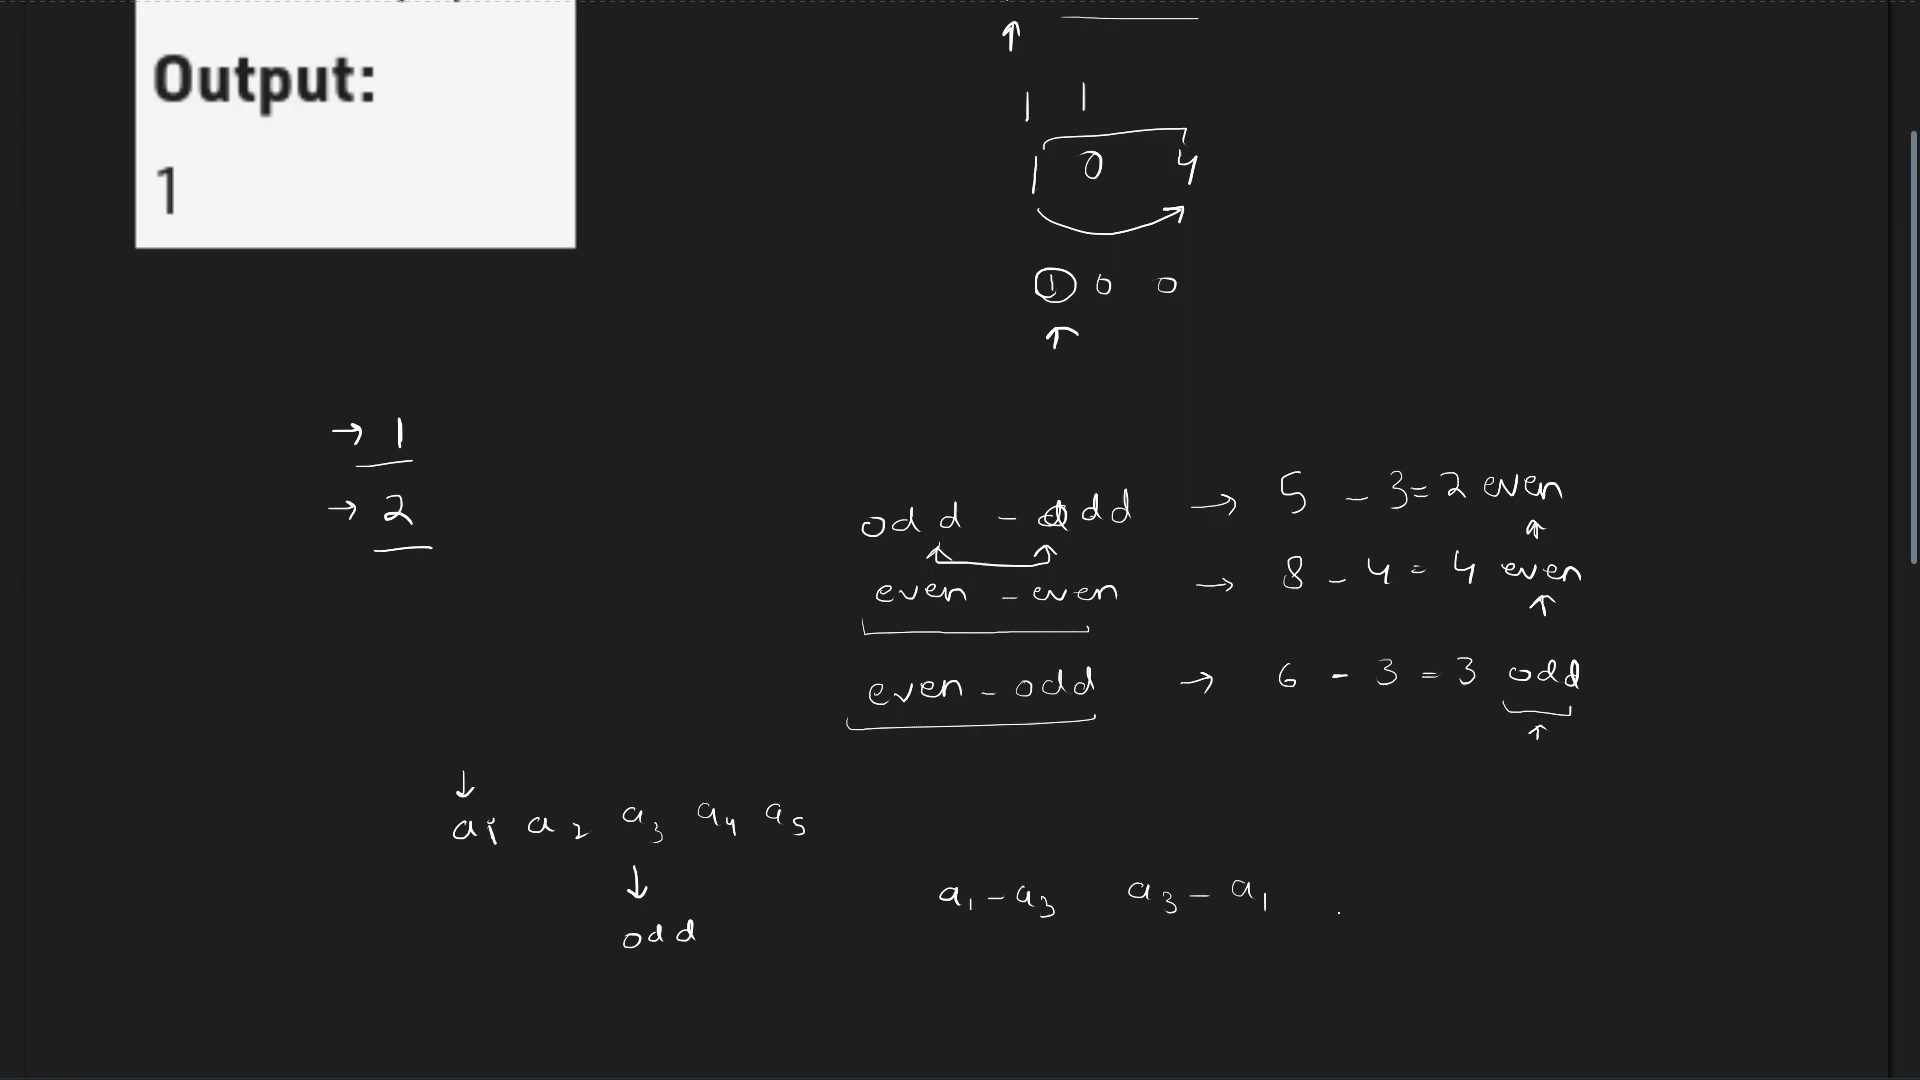 Output:
1
1 1
1 0 4
1 0 0
→ 1
→ 2
odd - odd → 5 - 3 = 2 even
even - even → 8 - 4 = 4 even
even - odd → 6 - 3 = 3 odd
a1 a2 a3 a4 a5
odd
a1 - a3 a3 - a1